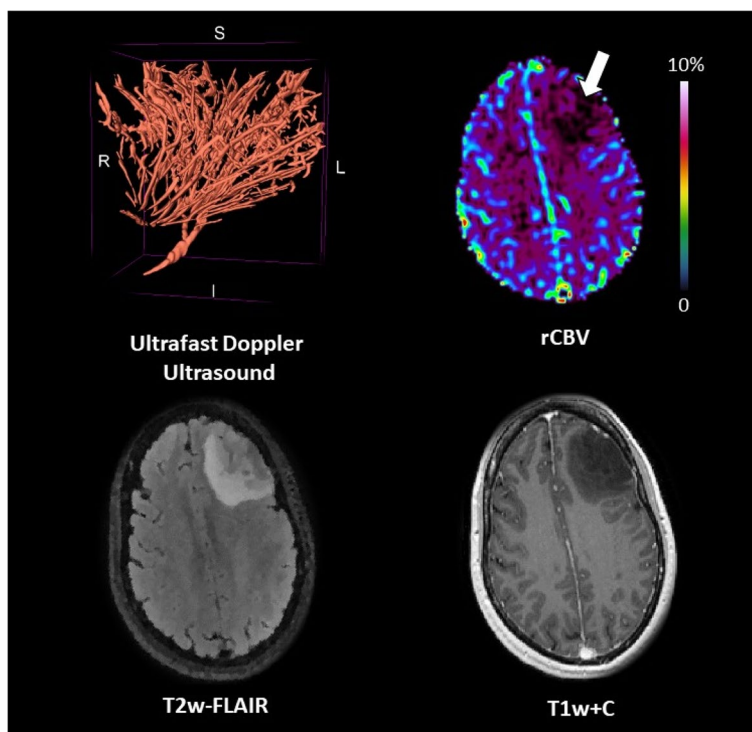 S
R
L
I
Ultrafast Doppler
Ultrasound
10%
0
rCBV
T2w-FLAIR
T1w+C